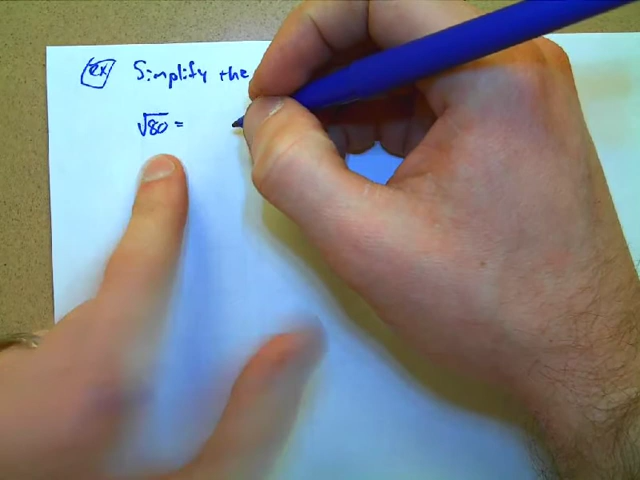 ex Simplify the
√80 =